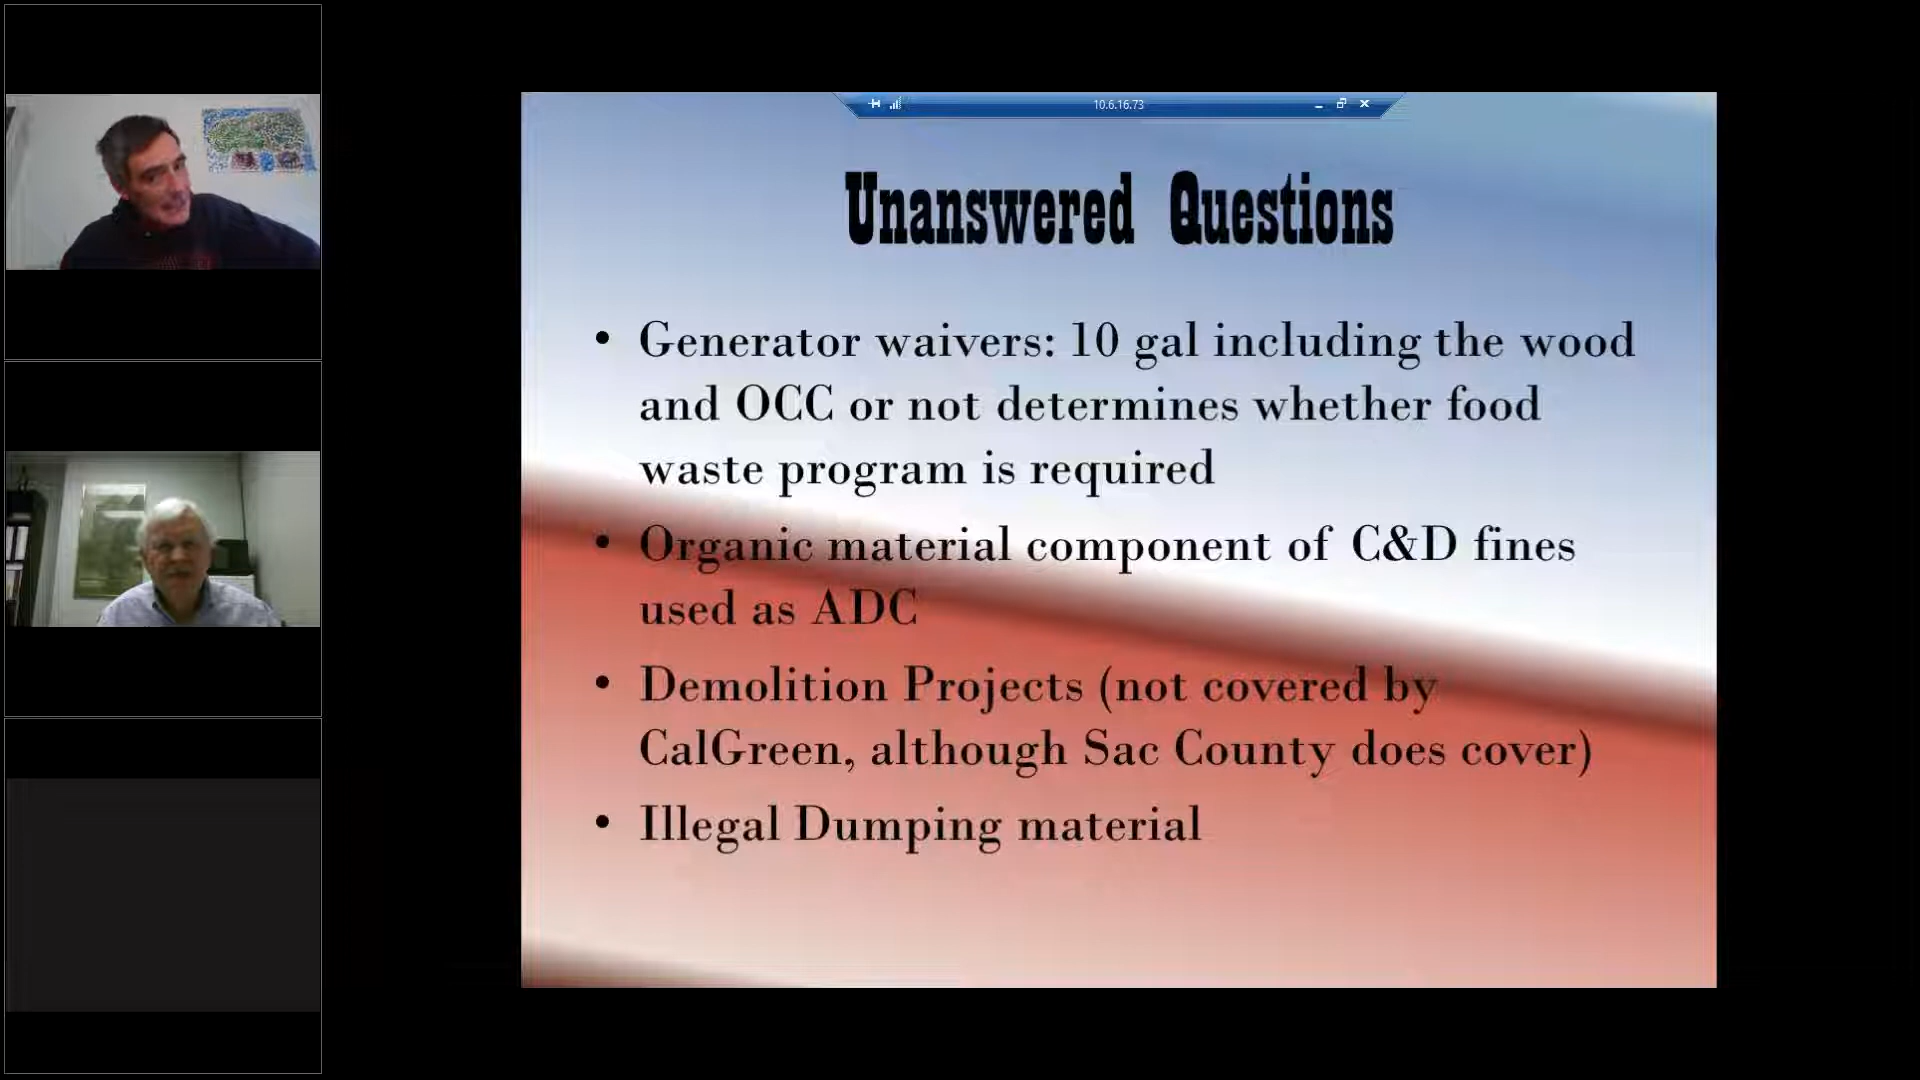 10.6.16.73
Unanswered Questions
• Generator waivers: 10 gal including the wood
and OCC or not determines whether food
waste program is required
• Organic material component of C&D fines
used as ADC
• Demolition Projects (not covered by
CalGreen, although Sac County does cover)
• Illegal Dumping material